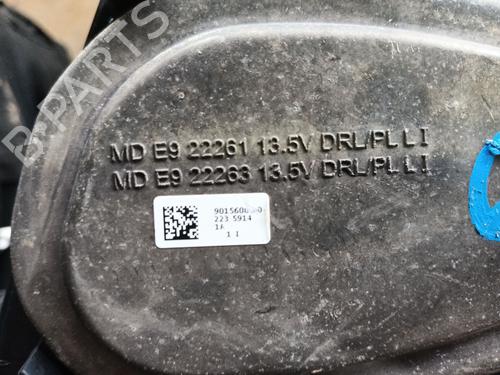 B-PARTS
MD E9 22261 13.5V DRL/PL L I
MD E9 22263 13.5V DRL/PL L I
223 5914
1A
1 I